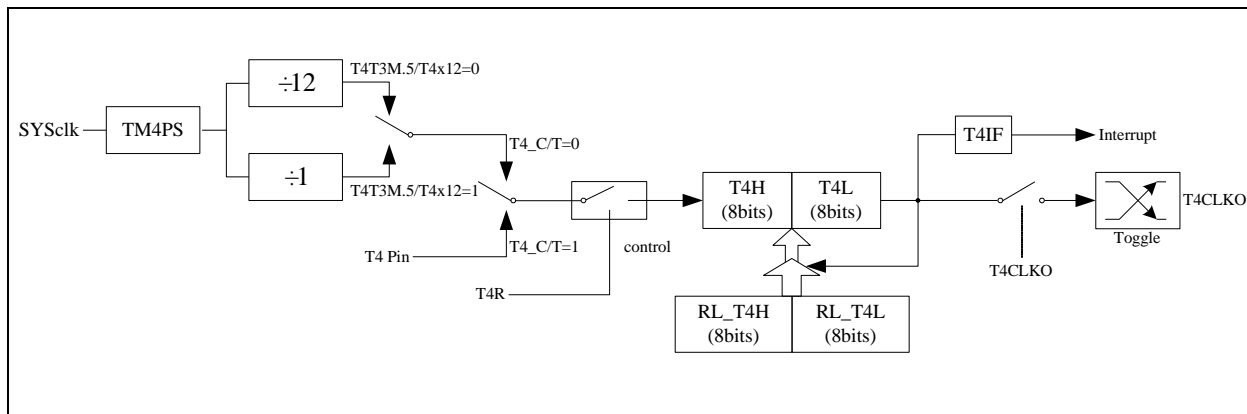 T4T3M.5/T4x12=0
÷12
SYSclk
TM4PS
T4_C/T=0
T4IF
Interrupt
÷1
T4T3M.5/T4x12=1
T4H
(8bits)
T4L
(8bits)
T4CLKO
Toggle
T4 Pin
T4_C/T=1
control
T4CLKO
T4R
RL_T4H
(8bits)
RL_T4L
(8bits)